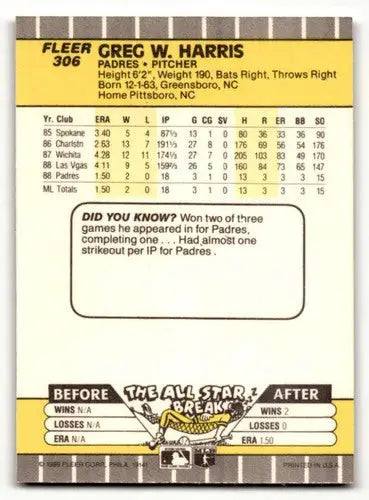 FLEER
306
GREG W. HARRIS
PADRES • PITCHER
Height 6'2", Weight 190, Bats Right, Throws Right
Born 12-1-63, Greensboro, NC
Home Pittsboro, NC
Yr. Club ERA W L IP G CG SV H R ER BB SO
85 Spokane 3.40 5 4 87⅓ 13 1 0 80 36 33 36 90
86 Charlstn 2.63 13 7 191⅓ 27 8 0 176 69 56 54 176
87 Wichita 4.28 12 11 174⅓ 27 7 0 205 103 83 49 170
88 Las Vgas 4.11 9 5 159⅔ 26 5 0 160 84 73 65 147
88 Padres 1.50 2 0 18 3 1 0 13 3 3 3 15
ML Totals 1.50 2 0 18 3 1 0 13 3 3 3 15
DID YOU KNOW? Won two of three
games he appeared in for Padres,
completing one . . . Had almost one
strikeout per IP for Padres .
BEFORE THE ALL STAR BREAK AFTER
WINS N/A WINS 2
LOSSES N/A LOSSES 0
ERA N/A ERA 1.50
© 1989 FLEER CORP., PHILA. 19141 PRINTED IN U.S.A.